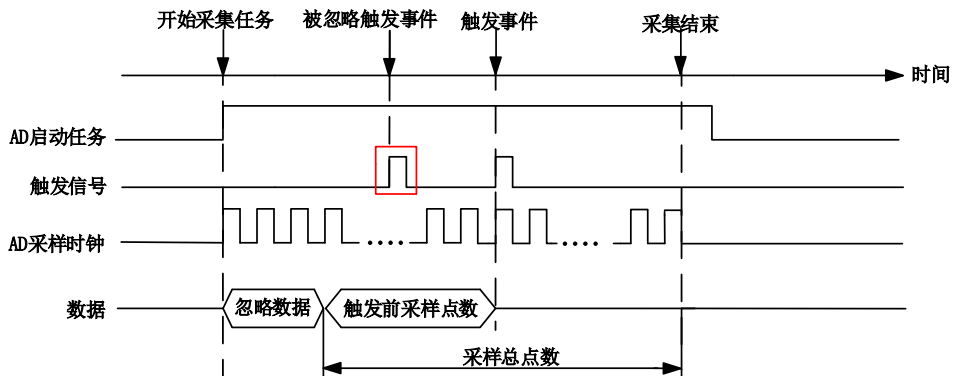 开始采集任务
被忽略触发事件
触发事件
采集结束
时间
AD启动任务
触发信号
AD采样时钟
数据
忽略数据
触发前采样点数
采样总点数